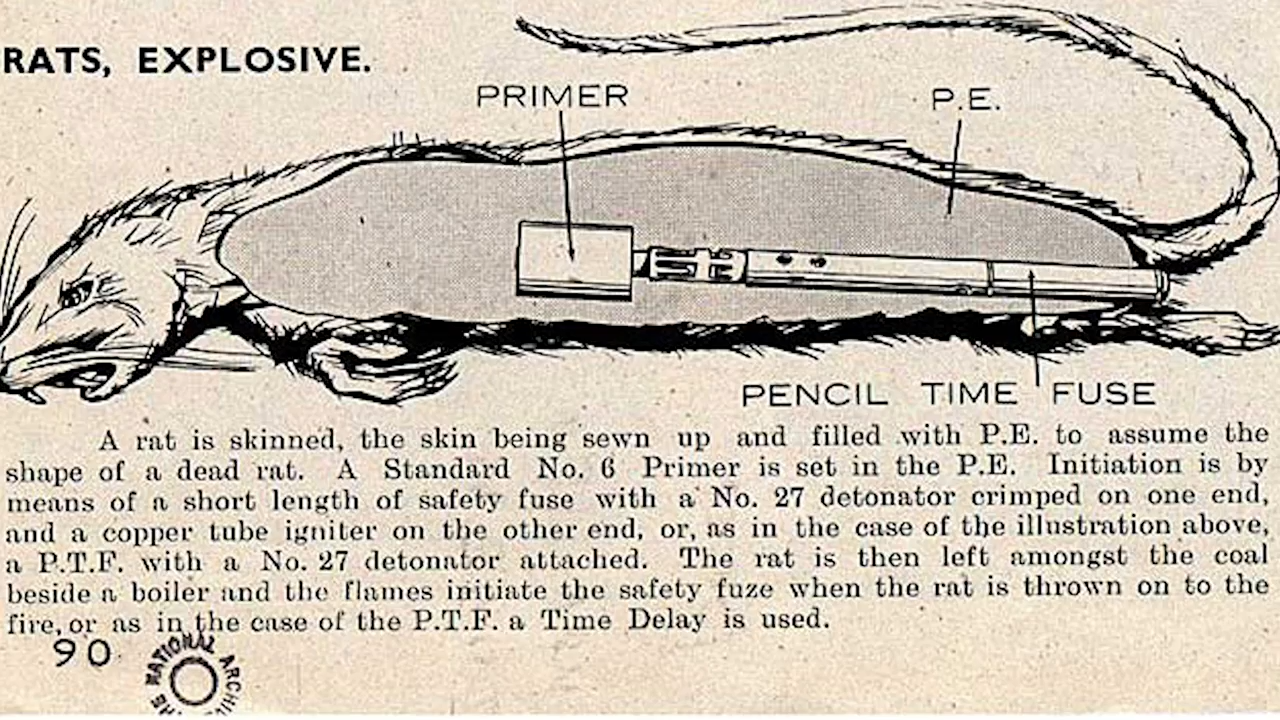 RATS, EXPLOSIVE.
PRIMER
P.E.
PENCIL TIME FUSE
A rat is skinned, the skin being sewn up and filled with P.E. to assume the
shape of a dead rat. A Standard No. 6 Primer is set in the P.E. Initiation is by
means of a short length of safety fuse with a No. 27 detonator crimped on one end,
and a copper tube igniter on the other end, or, as in the case of the illustration above,
a P.T.F. with a No. 27 detonator attached. The rat is then left amongst the coal
beside a boiler and the flames initiate the safety fuze when the rat is thrown on to the
fire, or as in the case of the P.T.F. a Time Delay is used.
90
THE NATIONAL ARCHIV